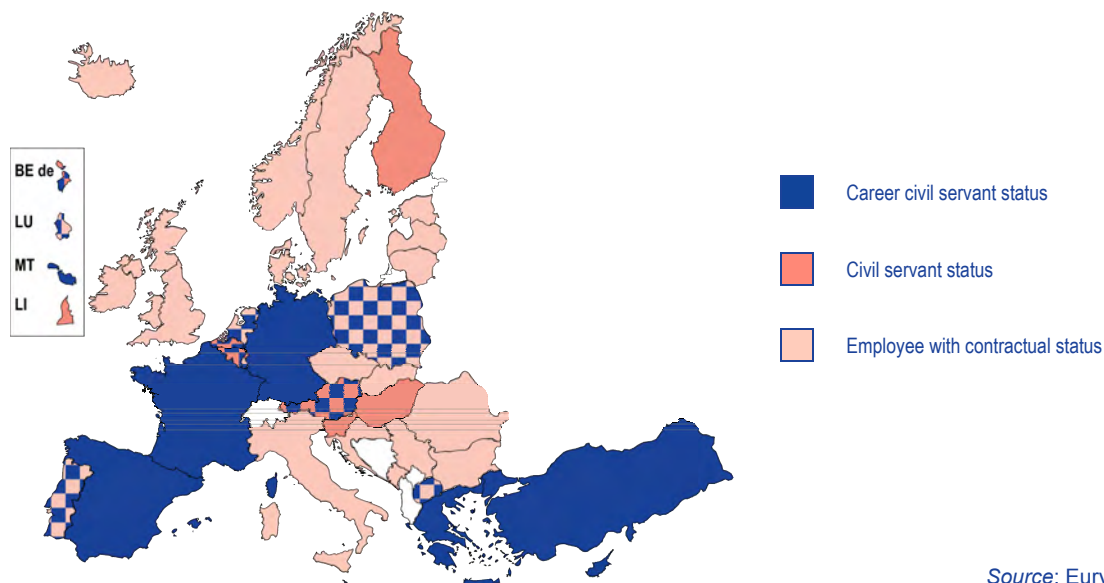 BE de
LU
MT
LI
Career civil servant status
Civil servant status
Employee with contractual status
Source: Eury